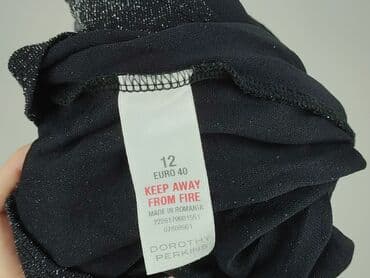 12
EURO 40
KEEP AWAY
FROM FIRE
MADE IN ROMANIA
DOROTHY
PERKINS